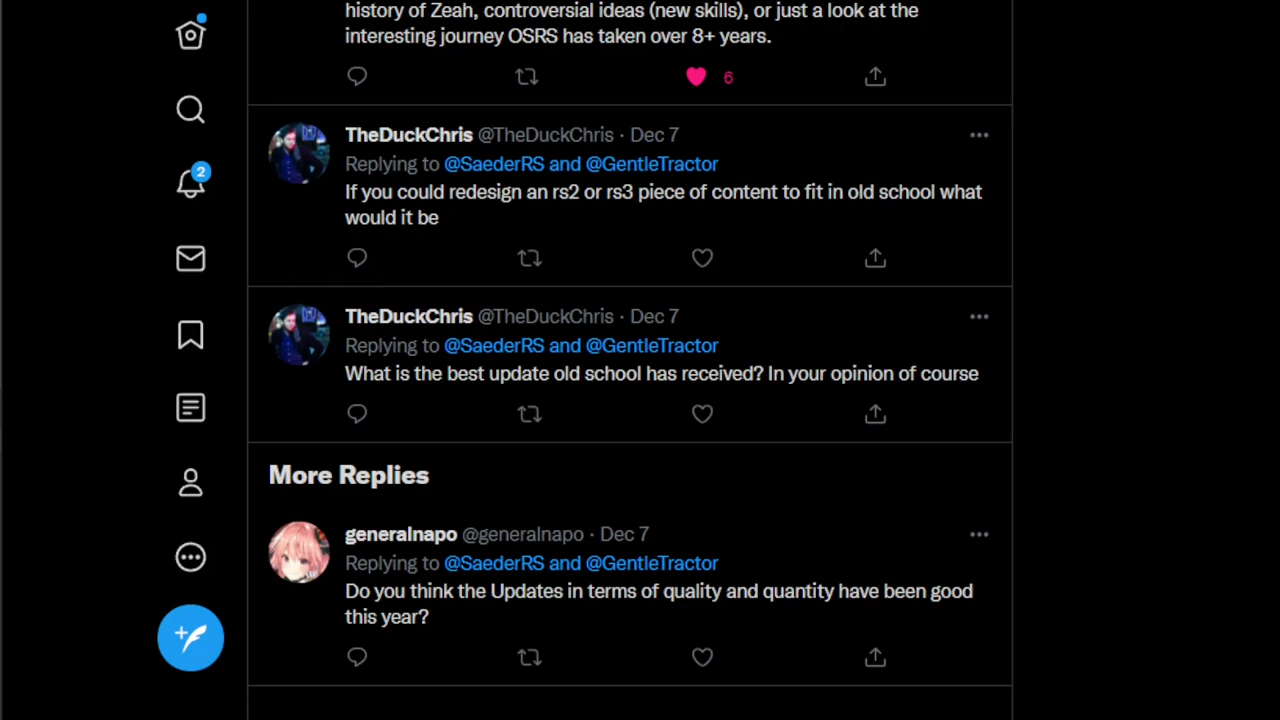 history of Zeah, controversial ideas (new skills), or just a look at the
interesting journey OSRS has taken over 8+ years.
6
TheDuckChris @TheDuckChris · Dec 7
Replying to @SaederRS and @GentleTractor
If you could redesign an rs2 or rs3 piece of content to fit in old school what
would it be
2
TheDuckChris @TheDuckChris · Dec 7
Replying to @SaederRS and @GentleTractor
What is the best update old school has received? In your opinion of course
More Replies
generalnapo @generalnapo · Dec 7
Replying to @SaederRS and @GentleTractor
Do you think the Updates in terms of quality and quantity have been good
this year?